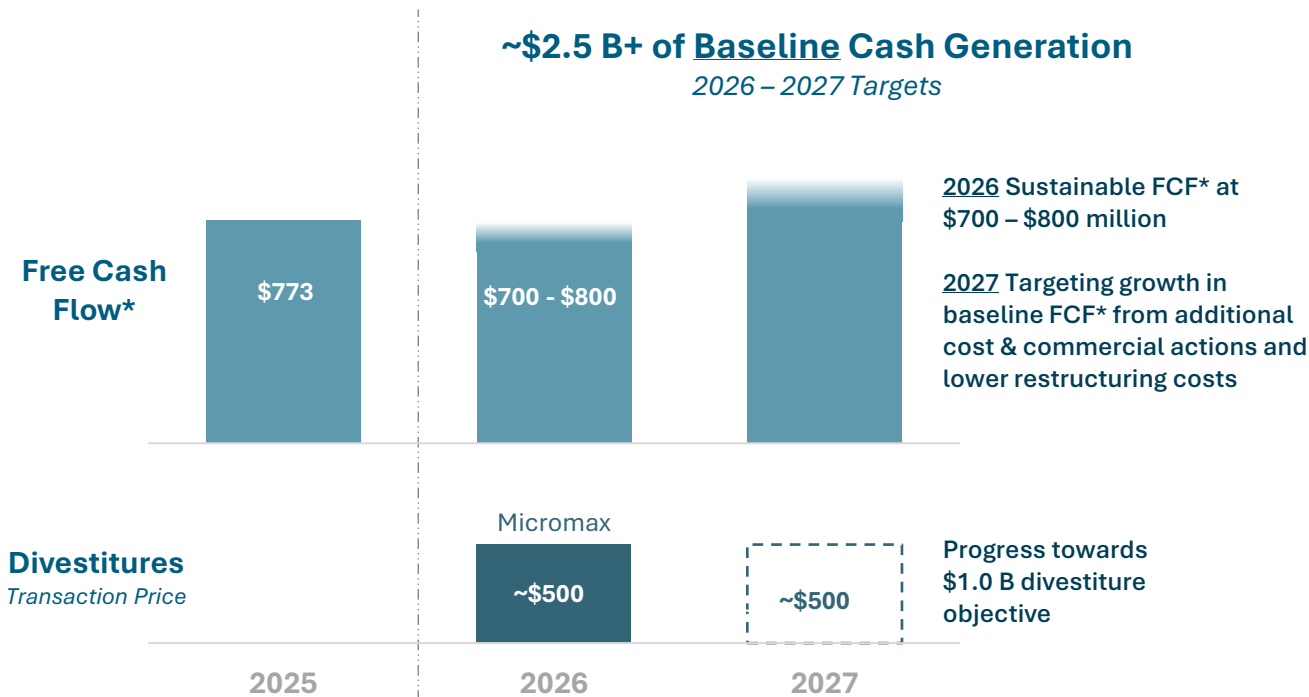 ~$2.5 B+ of Baseline Cash Generation
2026 – 2027 Targets
Free Cash
Flow*
$773
$700 - $800
2026 Sustainable FCF* at
$700 – $800 million
2027 Targeting growth in
baseline FCF* from additional
cost & commercial actions and
lower restructuring costs
Divestitures
Transaction Price
Micromax
~$500
~$500
Progress towards
$1.0 B divestiture
objective
2025
2026
2027